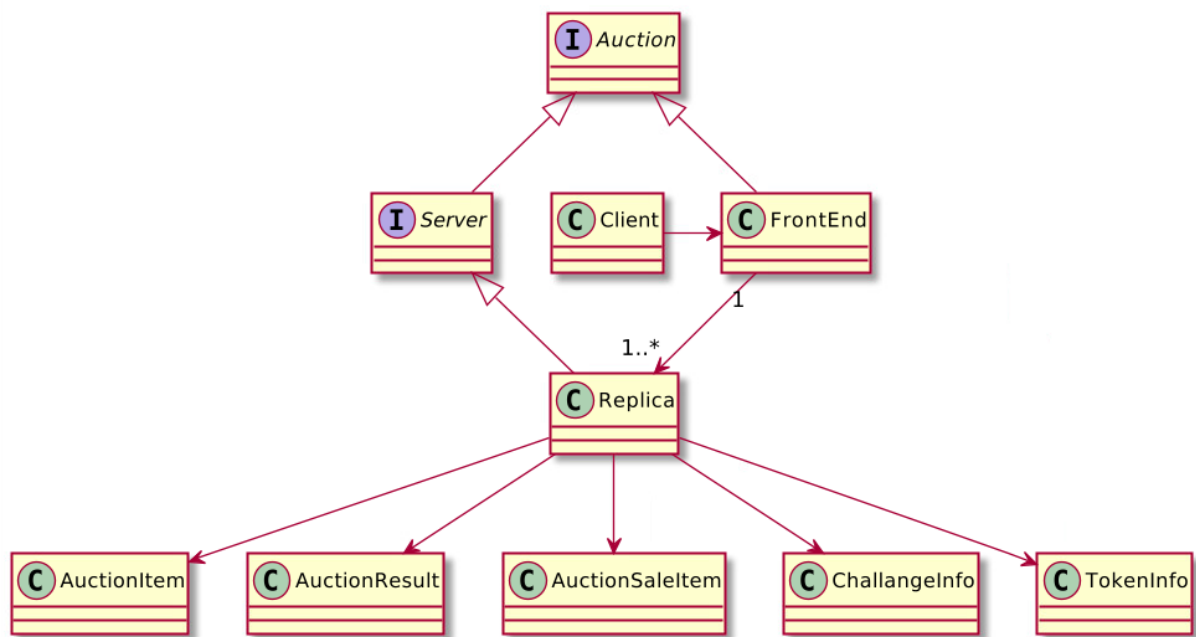 I Auction
I Server
C Client
C FrontEnd
1
1..*
C Replica
C AuctionItem
C AuctionResult
C AuctionSaleItem
C ChallangeInfo
C TokenInfo